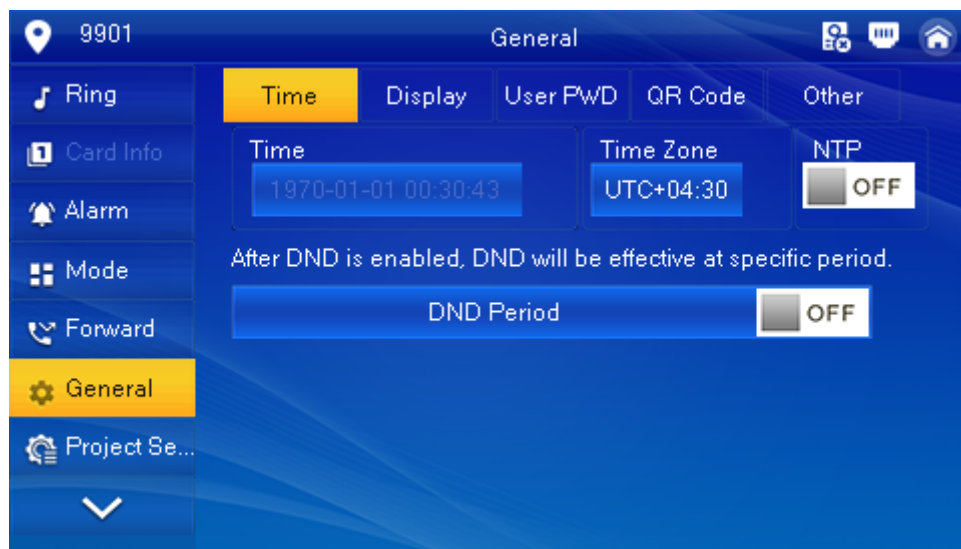 9901
General
Ring
Card Info
Alarm
Mode
Forward
General
Project Se...
Time Display User PWD QR Code Other
Time Time Zone NTP
1970-01-01 00:30:43 UTC+04:30 OFF
After DND is enabled, DND will be effective at specific period.
DND Period OFF